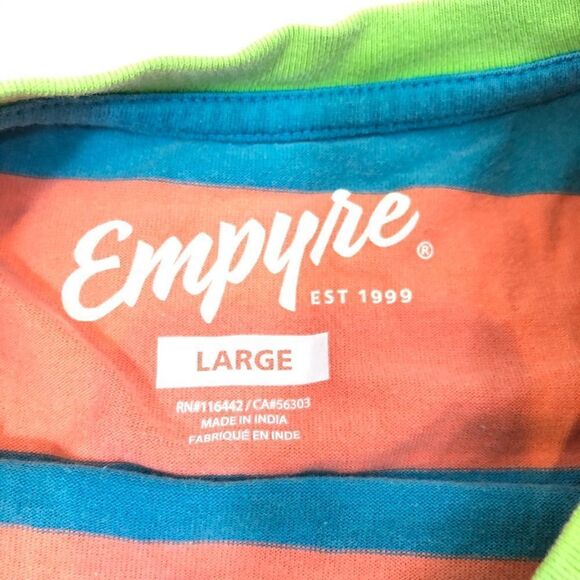 Empyre®
EST 1999
LARGE
RN#116442 / CA#56303
MADE IN INDIA
FABRIQUÉ EN INDE